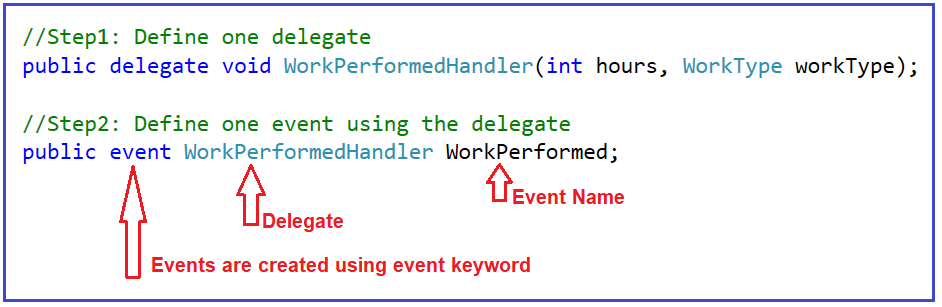 //Step1: Define one delegate
public delegate void WorkPerformedHandler(int hours, WorkType workType);
//Step2: Define one event using the delegate
public event WorkPerformedHandler WorkPerformed;
Event Name
Delegate
Events are created using event keyword